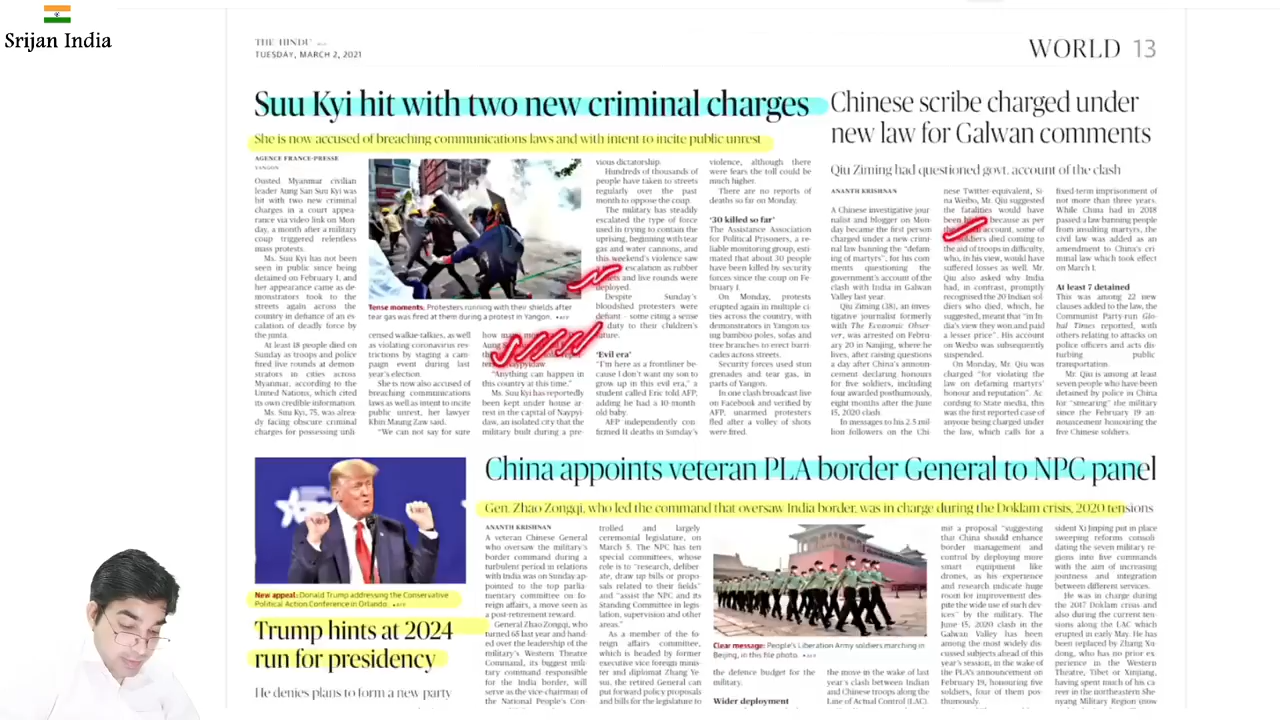 Srijan India
THE HINDU
TUESDAY, MARCH 2, 2021
WORLD 13
Suu Kyi hit with two new criminal charges
She is now accused of breaching communications laws and with intent to incite public unrest
AGENCE FRANCE-PRESSE
YANGON
Ousted Myanmar civilian
leader Aung San Suu Kyi was
hit with two new criminal
charges in a court appea-
rance via video link on Mon-
day, a month after a military
coup triggered relentless
mass protests.
Ms. Suu Kyi has not been
seen in public since being
detained on February 1, and
her appearance came as de-
monstrators took to the
streets again across the
country in defiance of an es-
calation of deadly force by
the junta.
At least 18 people died on
Sunday as troops and police
fired live rounds at demon-
strators in cities across
Myanmar, according to the
United Nations, which cited
its own credible information.
Ms. Suu Kyi, 75, was alrea-
dy facing obscure criminal
charges for possessing unli-
Tense moments: Protesters running with their shields after
tear gas was fired at them during a protest in Yangon.
censed walkie-talkies, as well
as violating coronavirus res-
trictions by staging a cam-
paign event during last
year's election.
She is now also accused of
breaching communications
laws as well as intent to incite
public unrest, her lawyer
Khin Maung Zaw said.
"We can not say for sure
how
Aung
"Anything can happen in
this country at this time."
Ms. Suu Kyi has reportedly
been kept under house ar-
rest in the capital of Naypyi-
daw, an isolated city that the
military built during a pre-
vious dictatorship.
Hundreds of thousands of
people have taken to streets
regularly over the past
month to oppose the coup.
The military has steadily
escalated the type of force
used in trying to contain the
uprising, beginning with tear
gas and water cannons, and
this weekend's violence saw
escalation as rubber
and live rounds were
deployed.
Despite Sunday's
bloodshed protesters were
defiant - some citing a sense
duty to their children's
future.
'Evil era'
"I'm here as a frontliner be-
cause I don't want my son to
grow up in this evil era," a
student called Eric told AFP,
adding he had a 10-month-
old baby.
AFP independently con-
firmed 11 deaths in Sunday's
violence, although there
were fears the toll could be
much higher.
There are no reports of
deaths so far on Monday.
'30 killed so far'
The Assistance Association
for Political Prisoners, a re-
liable monitoring group, esti-
mated that about 30 people
have been killed by security
forces since the coup on Fe-
bruary 1.
On Monday, protests
erupted again in multiple ci-
ties across the country, with
demonstrators in Yangon us-
ing bamboo poles, sofas and
tree branches to erect barri-
cades across streets.
Security forces used stun
grenades and tear gas, in
parts of Yangon.
In one clash broadcast live
on Facebook and verified by
AFP, unarmed protesters
fled after a volley of shots
were fired.
Chinese scribe charged under
new law for Galwan comments
Qiu Ziming had questioned govt. account of the clash
ANANTH KRISHNAN
A Chinese investigative jour-
nalist and blogger on Mon-
day became the first person
charged under a new crimi-
nal law banning the "defam-
ing of martyrs", for his com-
ments questioning the
government's account of the
clash with India in Galwan
Valley last year.
Qiu Ziming (38), an inves-
tigative journalist formerly
with The Economic Obser-
ver, was arrested on Febru-
ary 20 in Nanjing, where he
lives, after raising questions
a day after China's announ-
cement declaring honours
for five soldiers, including
four awarded posthumously,
eight months after the June
15, 2020 clash.
In messages to his 2.5 mil-
lion followers on the Chi-
nese Twitter equivalent, Si-
na Weibo, Mr. Qiu suggested
the fatalities would have
been because as per
account, some of
soldiers died coming to
the aid of troops in difficulty,
who, in his view, would have
suffered losses as well. Mr.
Qiu also asked why India
had, in contrast, promptly
recognised the 20 Indian sol-
diers who died, which, he
suggested, meant that "in In-
dia's view they won and paid
a lesser price". His account
on Weibo was subsequently
suspended.
On Monday, Mr. Qiu was
charged "for violating the
law on defaming martyrs'
honour and reputation". Ac-
cording to State media, this
was the first reported case of
anyone being charged under
the law, which calls for a
fixed-term imprisonment of
not more than three years.
While China had in 2018
passed a law banning people
from insulting martyrs, the
civil law was added as an
amendment to China's cri-
minal law which took effect
on March 1.
At least 7 detained
This was among 22 new
clauses added to the law, the
Communist Party-run Glo-
bal Times reported, with
others relating to attacks on
police officers and acts dis-
turbing public
transportation.
Mr. Qiu is among at least
seven people who have been
detained by police in China
for "smearing" the military
since the February 19 an-
nouncement honouring the
five Chinese soldiers.
New appeal: Donald Trump addressing the Conservative
Political Action Conference in Orlando.
Trump hints at 2024
run for presidency
He denies plans to form a new party
China appoints veteran PLA border General to NPC panel
Gen. Zhao Zongqi, who led the command that oversaw India border, was in charge during the Doklam crisis, 2020 tensions
ANANTH KRISHNAN
A veteran Chinese General
who oversaw the military's
border command during a
turbulent period in relations
with India was on Sunday ap-
pointed to the top parlia-
mentary committee on fo-
reign affairs, a move seen as
a post-retirement reward.
General Zhao Zongqi, who
turned 65 last year and hand-
ed over the leadership of the
military's Western Theatre
Command, its biggest mili-
tary command responsible
for the India border, will
serve as the vice-chairman of
the National People's Con-
trolled and largely
ceremonial legislature, on
March 5. The NPC has ten
special committees, whose
role is to "research, deliber-
ate, draw up bills or propo-
sals related to their fields"
and "assist the NPC and its
Standing Committee in legis-
lation, supervision and other
areas."
As a member of the fo-
reign affairs committee,
which is headed by former
executive vice foreign minis-
ter and diplomat Zhang Ye-
sui, the retired General can
put forward policy proposals
and bills for the legislature to
Clear message: People's Liberation Army soldiers marching in
Beijing, in this file photo.
the defence budget for the
military.
Wider deployment
the move in the wake of last
year's clash between Indian
and Chinese troops along the
Line of Actual Control (LAC).
mit a proposal "suggesting
that China should enhance
border management and
control by deploying more
smart equipment like
drones, as his experience
and research indicate huge
room for improvement des-
pite the wide use of such dev-
ices" by the military. The
June 15, 2020 clash in the
Galwan Valley has been
among the most widely dis-
cussed subjects ahead of this
year's session, in the wake of
the PLA's announcement on
February 19, honouring five
soldiers, four of them pos-
thumously.
sident Xi Jinping put in place
sweeping reforms consoli-
dating the seven military re-
gions into five commands
with the aim of increasing
jointness and integration
between different services.
He was in charge during
the 2017 Doklam crisis and
also during the current ten-
sions along the LAC which
erupted in early May. He has
been replaced by Zhang Xu-
dong, who has no prior ex-
perience in the Western
Theatre, Tibet or Xinjiang,
having spent much of his ca-
reer in the northeastern She-
nyang Military Region (now